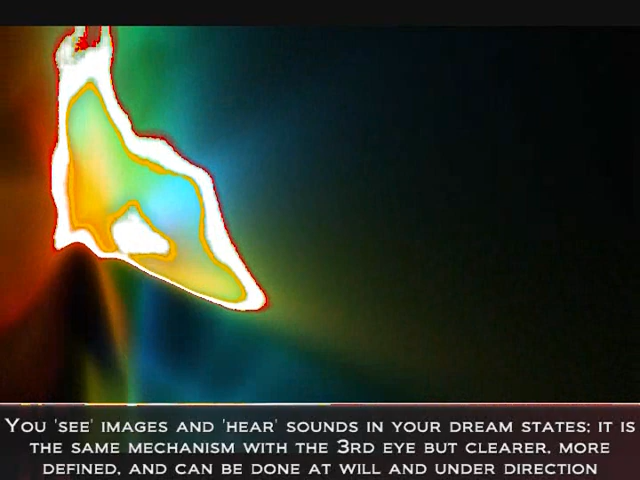 You 'see' images and 'hear' sounds in your dream states; it is
the same mechanism with the 3rd eye but clearer, more
defined, and can be done at will and under direction